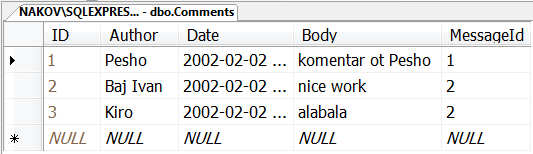 NAKOV\SQLEXPRES... - dbo.Comments
ID Author Date Body MessageId
1 Pesho 2002-02-02 ... komentar ot Pesho 1
2 Baj Ivan 2002-02-02 ... nice work 2
3 Kiro 2002-02-02 ... alabala 2
NULL NULL NULL NULL NULL